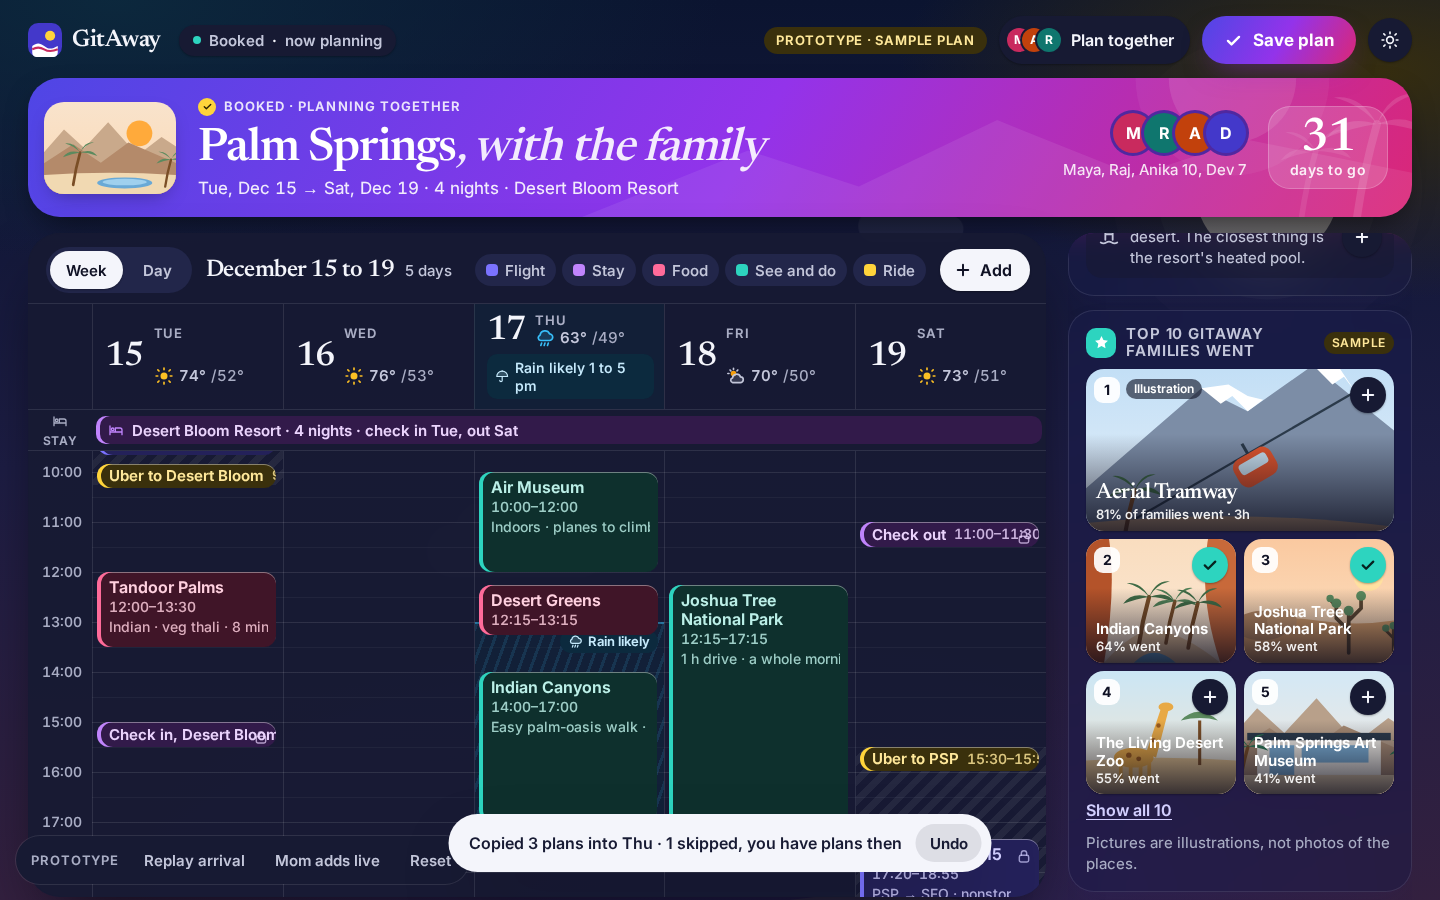 GitAway
Booked · now planning
PROTOTYPE · SAMPLE PLAN
M A R Plan together
Save plan
BOOKED · PLANNING TOGETHER
Palm Springs, with the family
Tue, Dec 15 → Sat, Dec 19 · 4 nights · Desert Bloom Resort
M R A D
Maya, Raj, Anika 10, Dev 7
31
days to go
Week Day
December 15 to 19 5 days
Flight Stay Food See and do Ride
+ Add
15 TUE
74° /52°
16 WED
76° /53°
17 THU
63° /49°
Rain likely 1 to 5
pm
18 FRI
70° /50°
19 SAT
73° /51°
STAY
Desert Bloom Resort · 4 nights · check in Tue, out Sat
10:00
11:00
12:00
13:00
14:00
15:00
16:00
17:00
Uber to Desert Bloom
Tandoor Palms
12:00–13:30
Indian · veg thali · 8 min
Check in, Desert Bloom
Air Museum
10:00–12:00
Indoors · planes to climb
Desert Greens
12:15–13:15
Rain likely
Indian Canyons
14:00–17:00
Easy palm-oasis walk ·
Joshua Tree
National Park
12:15–17:15
1 h drive · a whole morni
Check out 11:00–11:30
Uber to PSP 15:30–15:
15
17:20–18:55
PSP → SFO · nonstop
desert. The closest thing is
the resort's heated pool.
TOP 10 GITAWAY
FAMILIES WENT
SAMPLE
1 Illustration
Aerial Tramway
81% of families went · 3h
2
Indian Canyons
64% went
3
Joshua Tree
National Park
58% went
4
The Living Desert
Zoo
55% went
5
Palm Springs Art
Museum
41% went
Show all 10
Pictures are illustrations, not photos of the
places.
PROTOTYPE Replay arrival Mom adds live Reset
Copied 3 plans into Thu · 1 skipped, you have plans then Undo